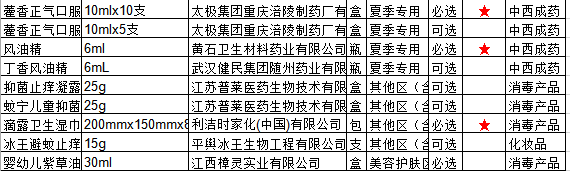 藿香正气口服 10mlx10支 太极集团重庆涪陵制药厂有 盒 夏季专用 必选 ★ 中西成药
藿香正气口服 10mlx5支 太极集团重庆涪陵制药厂有 盒 夏季专用 可选 中西成药
风油精 6ml 黄石卫生材料药业有限公司 瓶 夏季专用 必选 ★ 中西成药
丁香风油精 6mL 武汉健民集团随州药业有限 瓶 夏季专用 可选 中西成药
抑菌止痒凝露 25g 江苏普莱医药生物技术有限 盒 其他区（含 必选 消毒产品
蚊宁儿童抑菌 25g 江苏普莱医药生物技术有限 盒 其他区（含 可选 消毒产品
滴露卫生湿巾 200mmx150mmx8 利洁时家化(中国)有限公司 包 其他区（含 必选 ★ 消毒产品
冰王避蚊止痒 15g 平舆冰王生物工程有限公司 支 其他区（含 可选 化妆品
婴幼儿紫草油 30ml 江西樟灵实业有限公司 盒 美容护肤区 必选 消毒产品